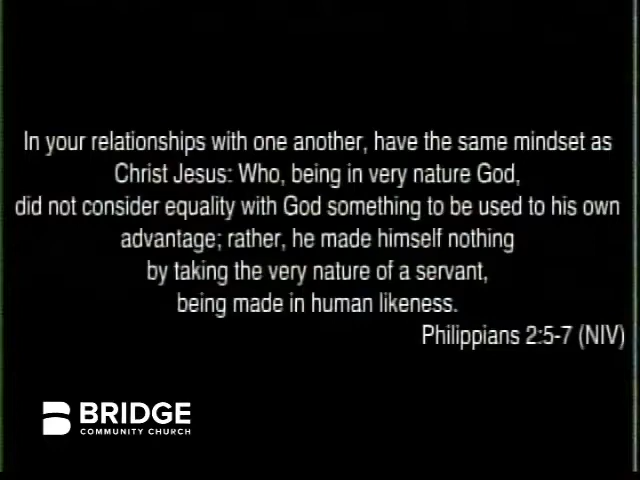 In your relationships with one another, have the same mindset as
Christ Jesus: Who, being in very nature God,
did not consider equality with God something to be used to his own
advantage; rather, he made himself nothing
by taking the very nature of a servant,
being made in human likeness.
Philippians 2:5-7 (NIV)
BRIDGE
COMMUNITY CHURCH